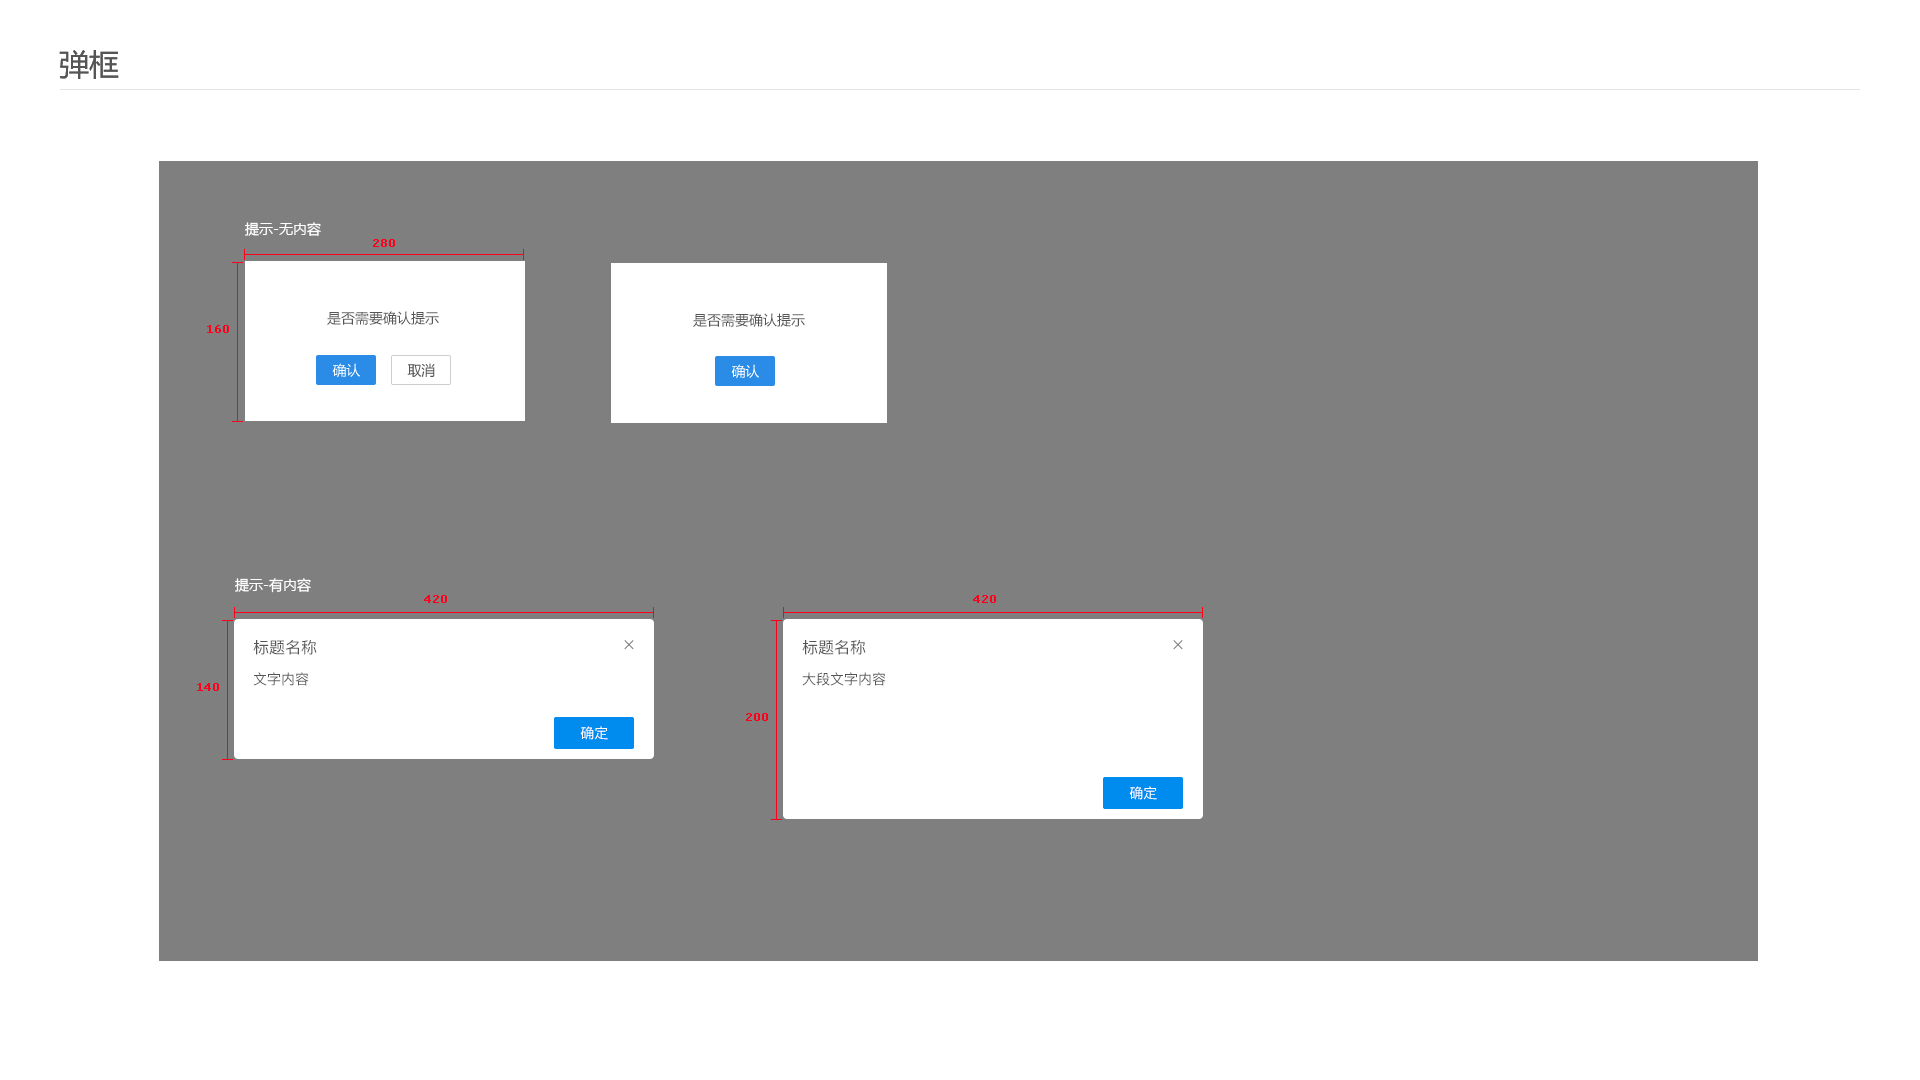 弹框
提示-无内容
280
160
是否需要确认提示
确认
取消
是否需要确认提示
确认
提示-有内容
420
140
标题名称
文字内容
确定
420
200
标题名称
大段文字内容
确定